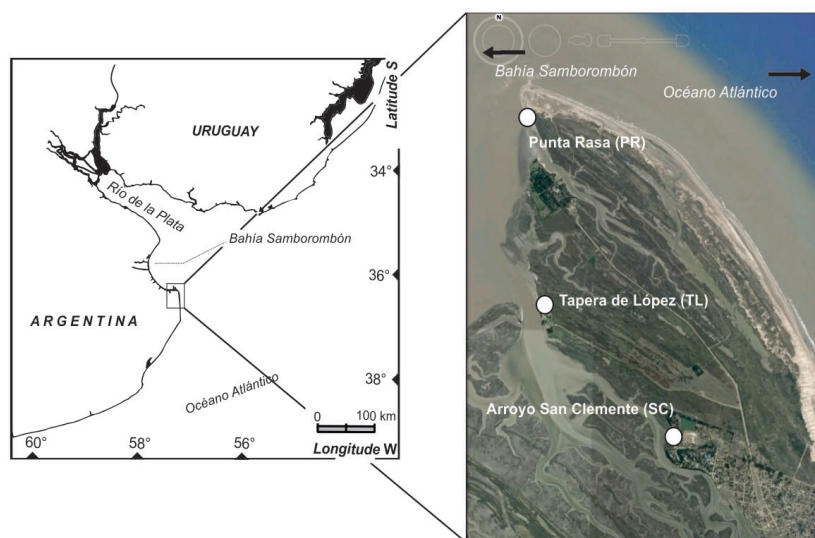 URUGUAY
Latitude S
34°
Río de la Plata
Bahía Samborombón
36°
ARGENTINA
38°
Océano Atlántico
0 100 km
60° 58° 56°
Longitude W
N
Bahía Samborombón
Océano Atlántico
Punta Rasa (PR)
Tapera de López (TL)
Arroyo San Clemente (SC)